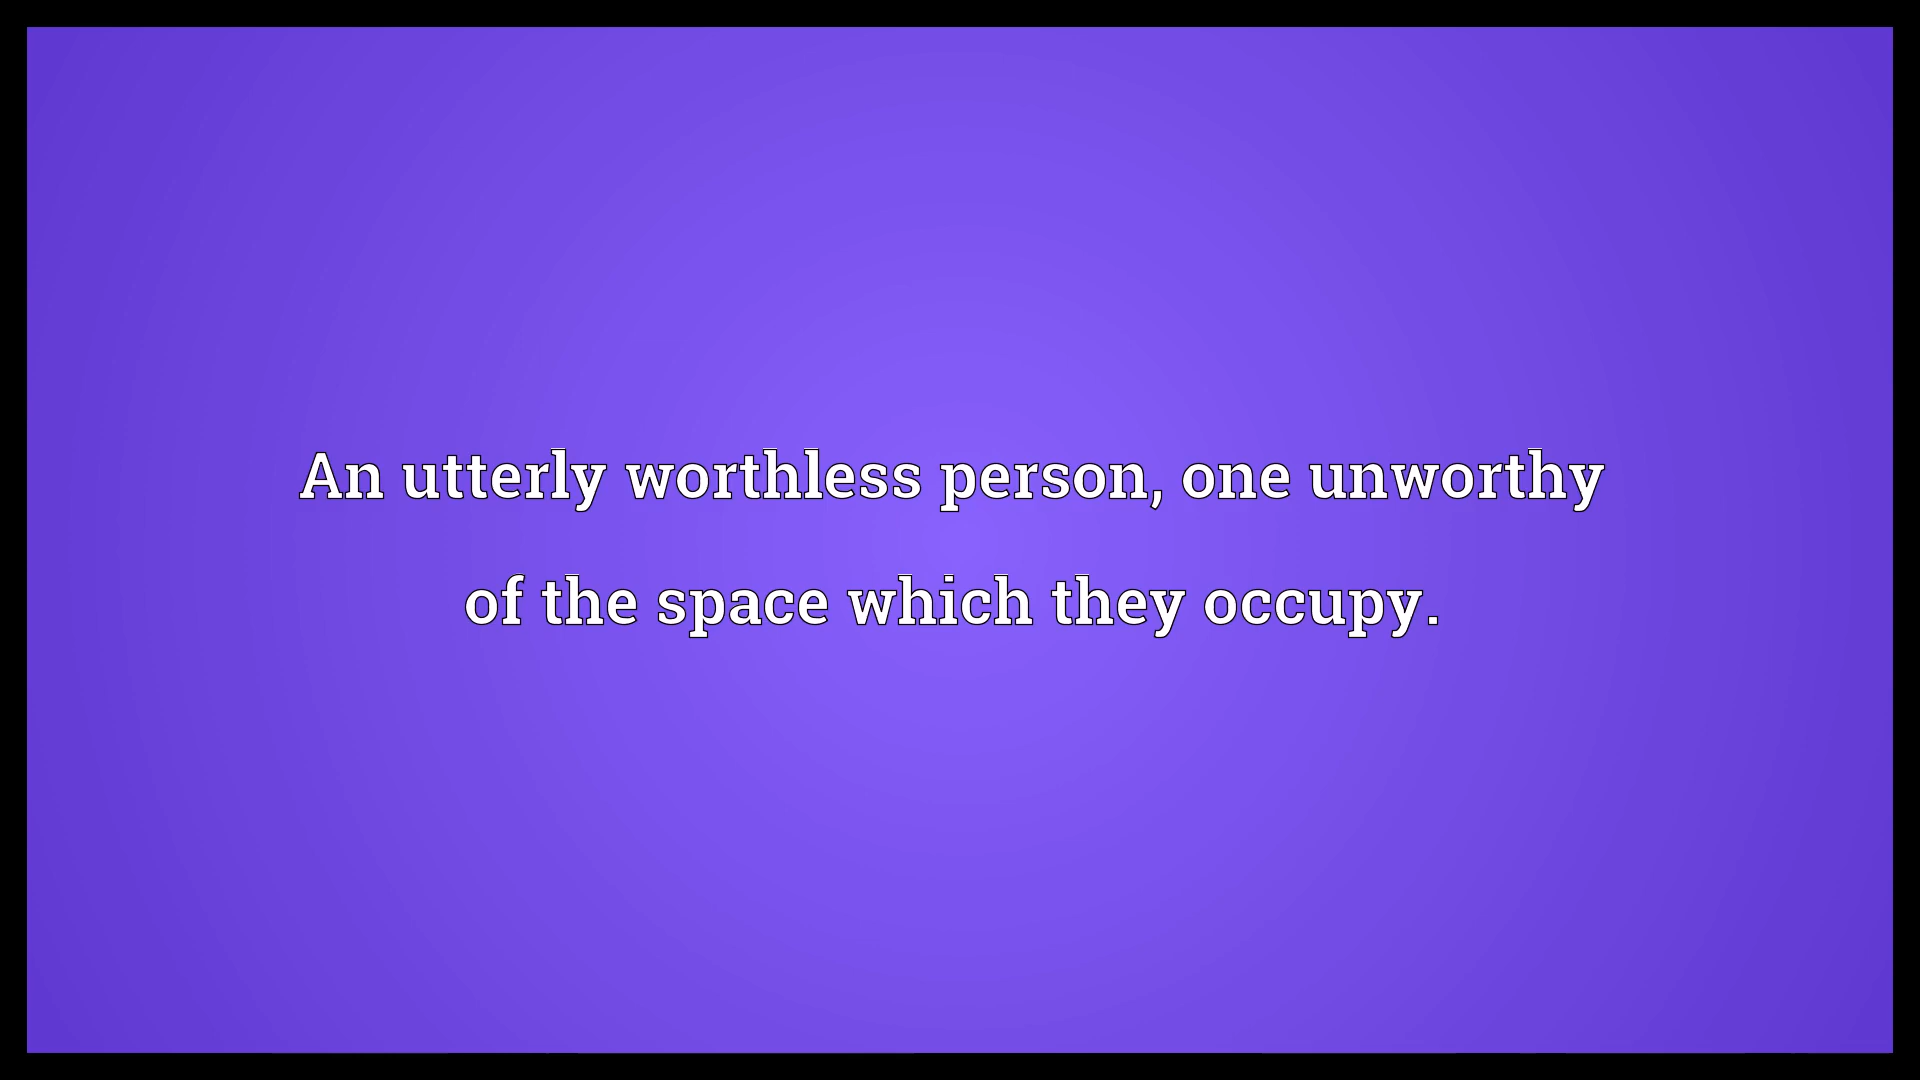 An utterly worthless person, one unworthy
of the space which they occupy.